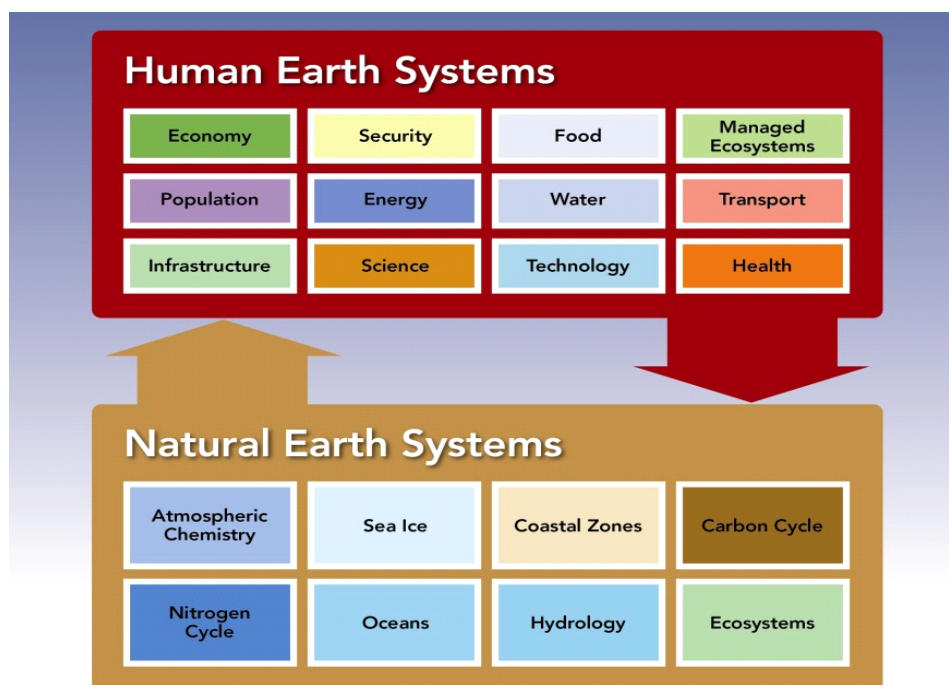 Human Earth Systems
Economy
Security
Food
Managed
Ecosystems
Population
Energy
Water
Transport
Infrastructure
Science
Technology
Health
Natural Earth Systems
Atmospheric
Chemistry
Sea Ice
Coastal Zones
Carbon Cycle
Nitrogen
Cycle
Oceans
Hydrology
Ecosystems